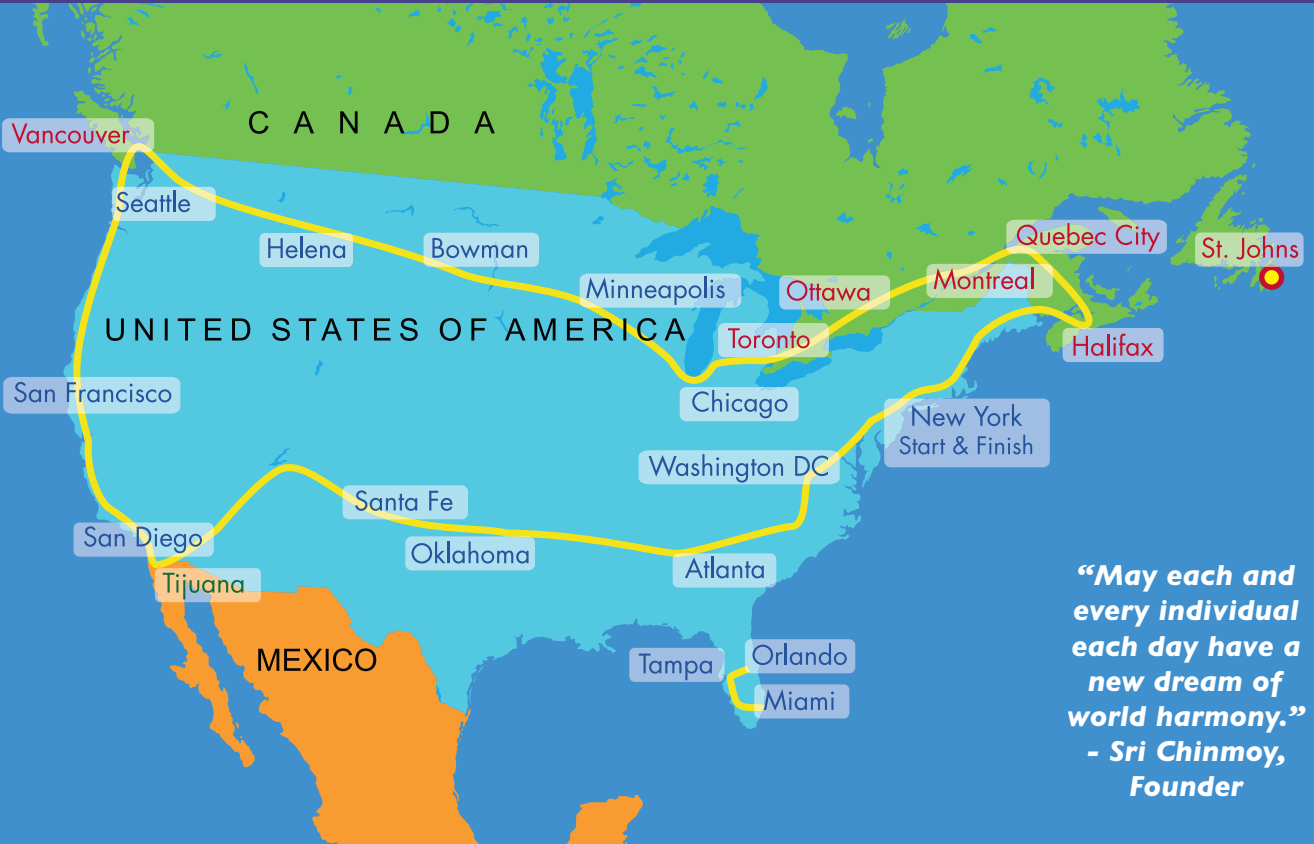 C A N A D A
Vancouver
Seattle
Helena
Bowman
Minneapolis
Ottawa
Quebec City
Montreal
St. Johns
Toronto
Halifax
UNITED STATES OF AMERICA
San Francisco
Chicago
New York
Start & Finish
Washington DC
Santa Fe
San Diego
Oklahoma
Atlanta
Tijuana
MEXICO
Tampa
Orlando
Miami
“May each and
every individual
each day have a
new dream of
world harmony.”
- Sri Chinmoy,
Founder